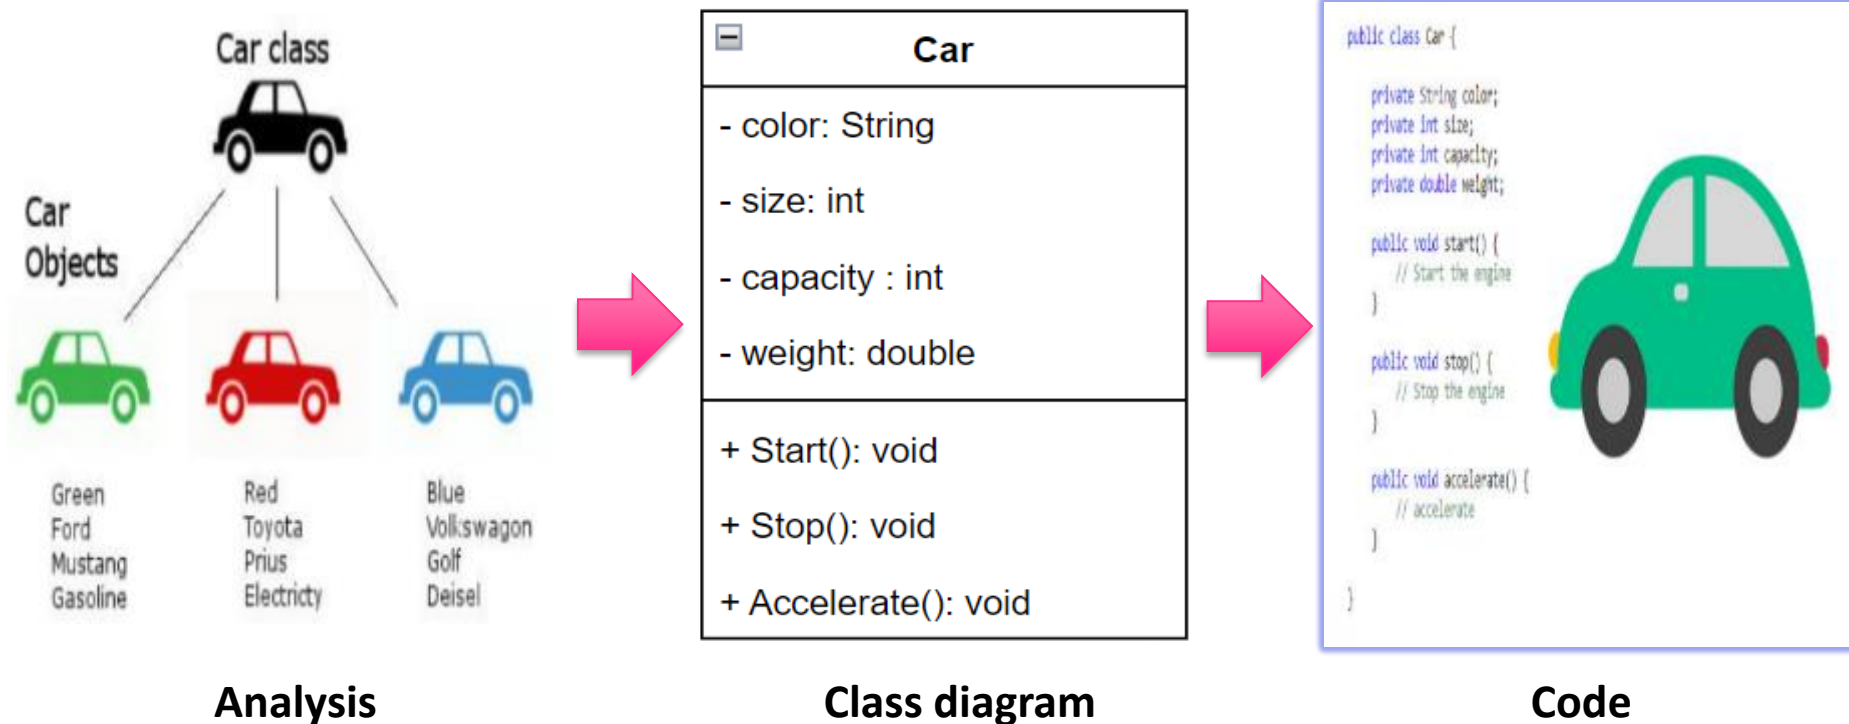 Car class
Car
Objects
Green
Ford
Mustang
Gasoline
Red
Toyota
Prius
Electricty
Blue
Volkswagon
Golf
Deisel
Analysis
Car
- color: String
- size: int
- capacity : int
- weight: double
+ Start(): void
+ Stop(): void
+ Accelerate(): void
Class diagram
public class Car {
private String color;
private int size;
private int capacity;
private double weight;
public void start() {
// Start the engine
}
public void stop() {
// Stop the engine
}
public void accelerate() {
// accelerate
}
}
Code